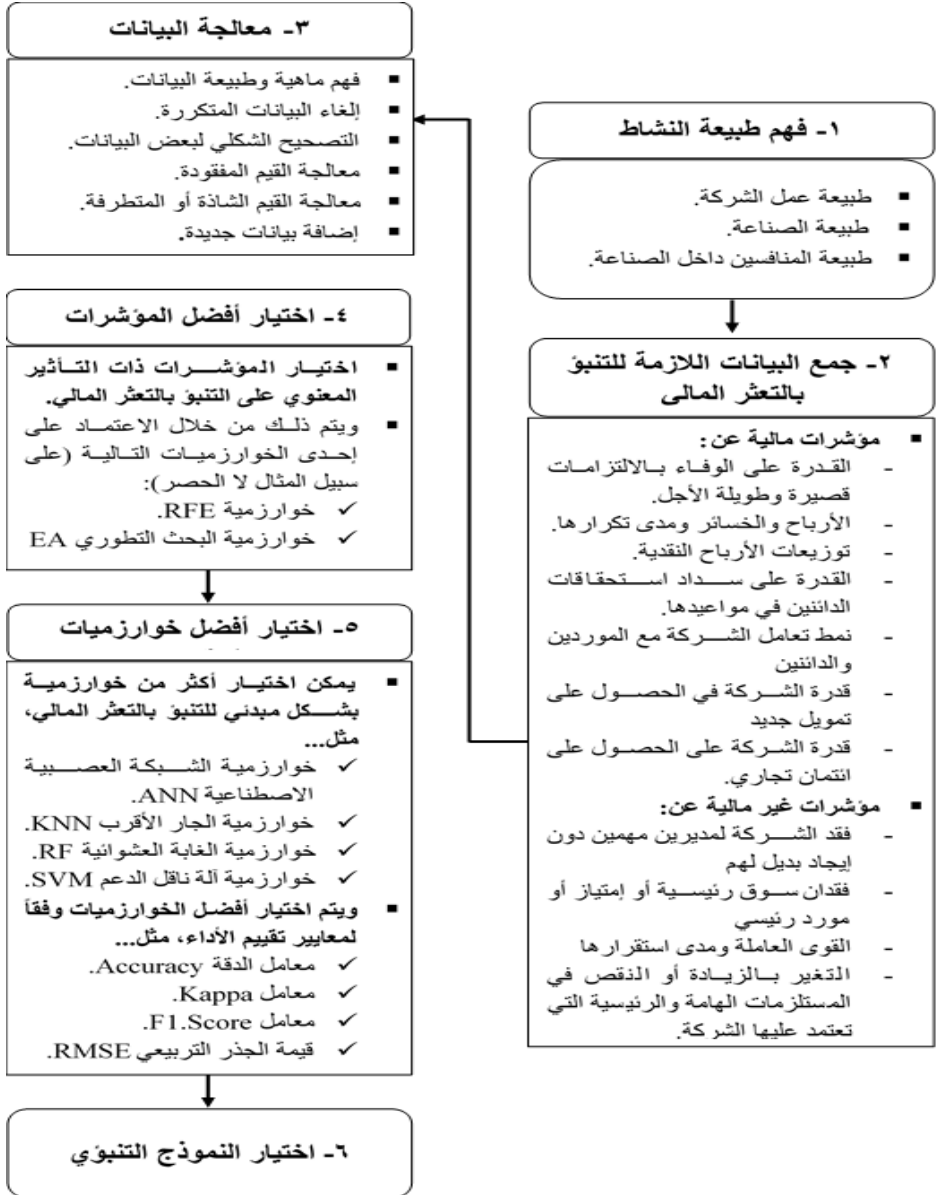 ١- فهم طبيعة النشاط
▪ طبيعة عمل الشركة.
▪ طبيعة الصناعة.
▪ طبيعة المنافسين داخل الصناعة.
٢- جمع البيانات اللازمة للتنبؤ
بالتعثر المالى
▪ مؤشرات مالية عن:
- القدرة على الوفاء بالالتزامات
قصيرة وطويلة الأجل.
- الأرباح والخسائر ومدى تكرارها.
- توزيعات الأرباح النقدية.
- القدرة على سداد استحقاقات
الدائنين في مواعيدها.
- نمط تعامل الشركة مع الموردين
والدائنين
- قدرة الشركة في الحصول على
تمويل جديد
- قدرة الشركة على الحصول على
ائتمان تجاري.
▪ مؤشرات غير مالية عن:
- فقد الشركة لمديرين مهمين دون
إيجاد بديل لهم
- فقدان سوق رئيسية أو إمتياز أو
مورد رئيسي
- القوى العاملة ومدى استقرارها
- التغير بالزيادة أو النقص في
المستلزمات الهامة والرئيسية التي
تعتمد عليها الشركة.
٣- معالجة البيانات
▪ فهم ماهية وطبيعة البيانات.
▪ إلغاء البيانات المتكررة.
▪ التصحيح الشكلي لبعض البيانات.
▪ معالجة القيم المفقودة.
▪ معالجة القيم الشاذة أو المتطرفة.
▪ إضافة بيانات جديدة.
٤- اختيار أفضل المؤشرات
▪ اختيار المؤشرات ذات التأثير
المعنوي على التنبؤ بالتعثر المالي.
▪ ويتم ذلك من خلال الاعتماد على
إحدى الخوارزميات التالية (على
سبيل المثال لا الحصر):
✓ خوارزمية RFE.
✓ خوارزمية البحث التطوري EA
٥- اختيار أفضل خوارزميات
▪ يمكن اختيار أكثر من خوارزمية
بشكل مبدئي للتنبؤ بالتعثر المالي،
مثل...
✓ خوارزمية الشبكة العصبية
الاصطناعية ANN.
✓ خوارزمية الجار الأقرب KNN.
✓ خوارزمية الغابة العشوائية RF.
✓ خوارزمية آلة ناقل الدعم SVM.
▪ ويتم اختيار أفضل الخوارزميات وفقاً
لمعايير تقييم الأداء، مثل...
✓ معامل الدقة Accuracy.
✓ معامل Kappa.
✓ معامل F1.Score.
✓ قيمة الجذر التربيعي RMSE.
٦- اختيار النموذج التنبؤي